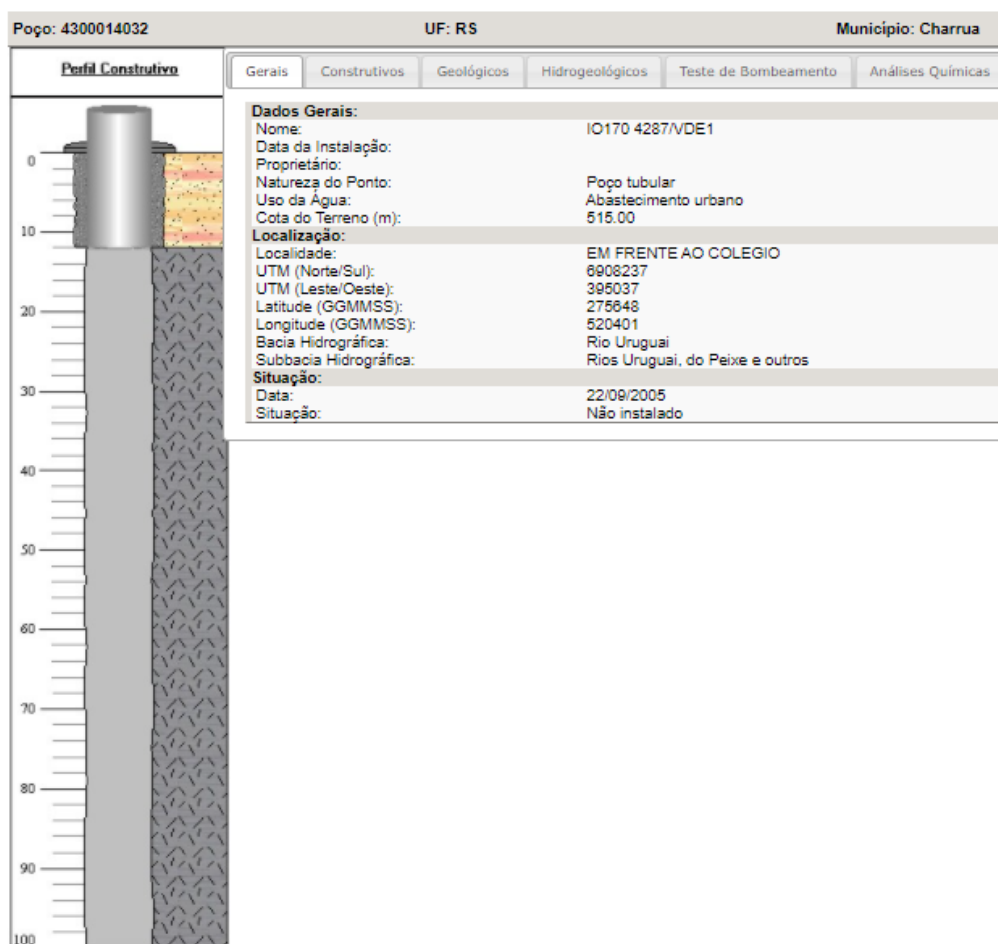 Poço: 4300014032 UF: RS Município: Charrua
Perfil Construtivo
Gerais Construtivos Geológicos Hidrogeológicos Teste de Bombeamento Análises Químicas
Dados Gerais:
Nome: IO170 4287/VDE1
Data da Instalação:
Proprietário:
Natureza do Ponto: Poço tubular
Uso da Água: Abastecimento urbano
Cota do Terreno (m): 515.00
Localização:
Localidade: EM FRENTE AO COLEGIO
UTM (Norte/Sul): 6908237
UTM (Leste/Oeste): 395037
Latitude (GGMMSS): 275648
Longitude (GGMMSS): 520401
Bacia Hidrográfica: Rio Uruguai
Subbacia Hidrográfica: Rios Uruguai, do Peixe e outros
Situação:
Data: 22/09/2005
Situação: Não instalado
0
10
20
30
40
50
60
70
80
90
100